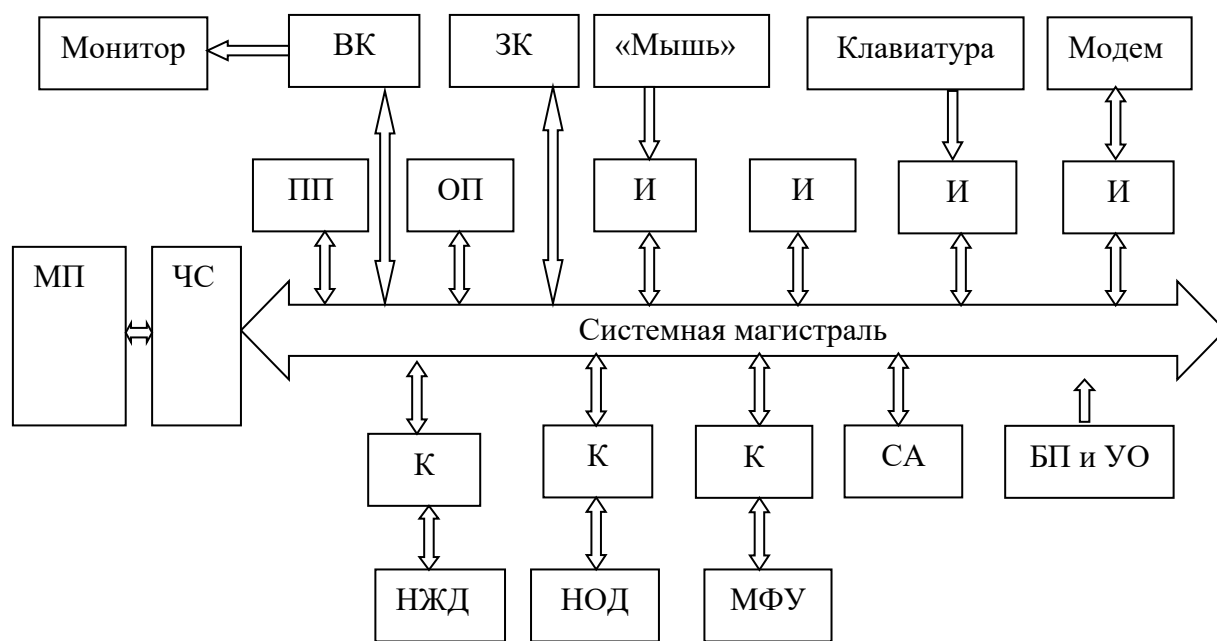 Монитор
ВК
ЗК
«Мышь»
Клавиатура
Модем
ПП
ОП
И
И
И
И
МП
ЧС
Системная магистраль
К
К
К
СА
БП и УО
НЖД
НОД
МФУ